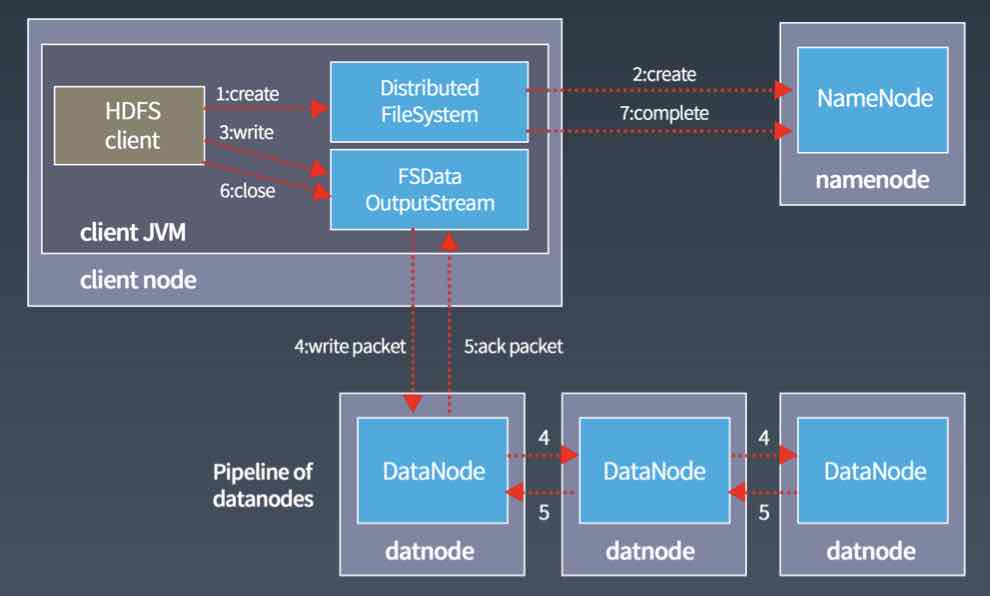 HDFS
client
1:create
3:write
6:close
Distributed
FileSystem
FSData
OutputStream
client JVM
client node
2:create
7:complete
NameNode
namenode
4:write packet
5:ack packet
Pipeline of
datanodes
DataNode
datnode
4
5
DataNode
datnode
4
5
DataNode
datnode